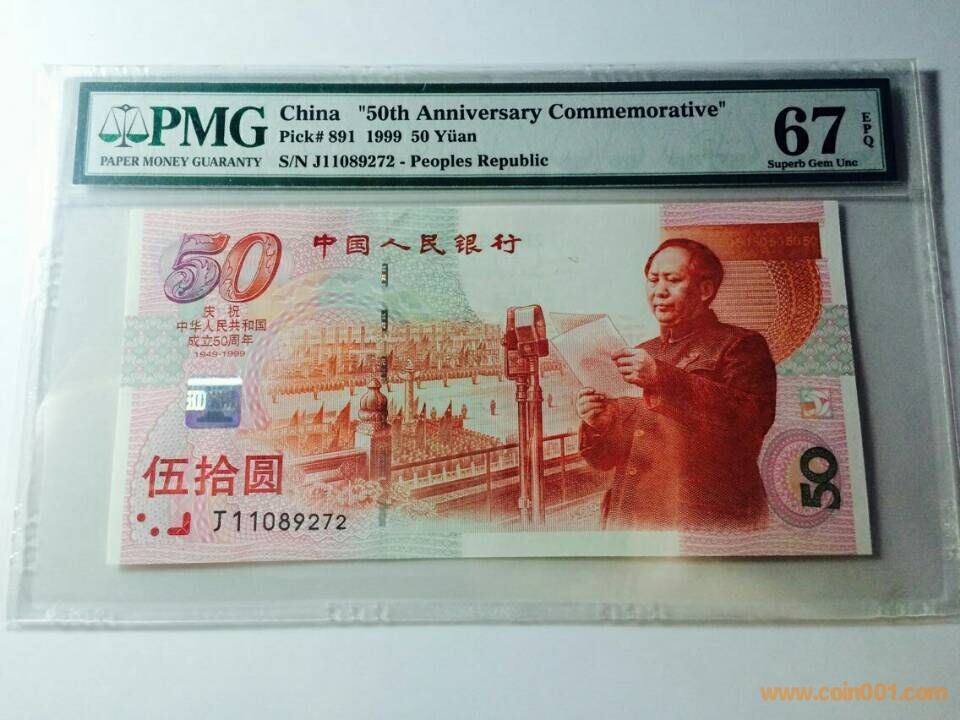 PMG
PAPER MONEY GUARANTY
China "50th Anniversary Commemorative"
Pick# 891 1999 50 Yüan
S/N J11089272 - Peoples Republic
67
EPQ
Superb Gem Unc
50
中国人民银行
庆祝
中华人民共和国
成立50周年
1949-1999
50
伍拾圆
J11089272
50
www.coin001.com